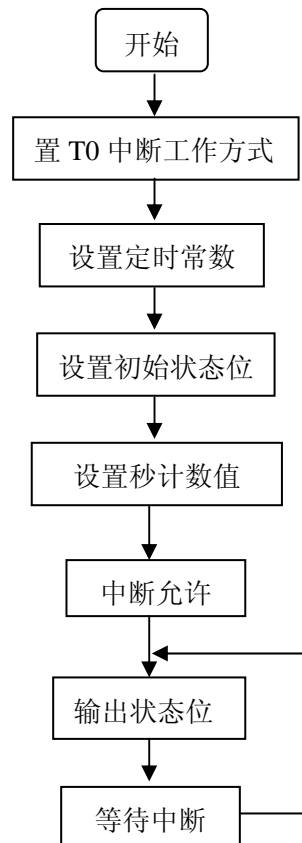 开始
置 T0 中断工作方式
设置定时常数
设置初始状态位
设置秒计数值
中断允许
输出状态位
等待中断